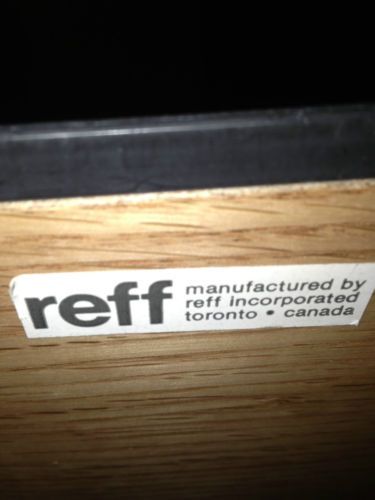 reff
manufactured by
reff incorporated
toronto • canada